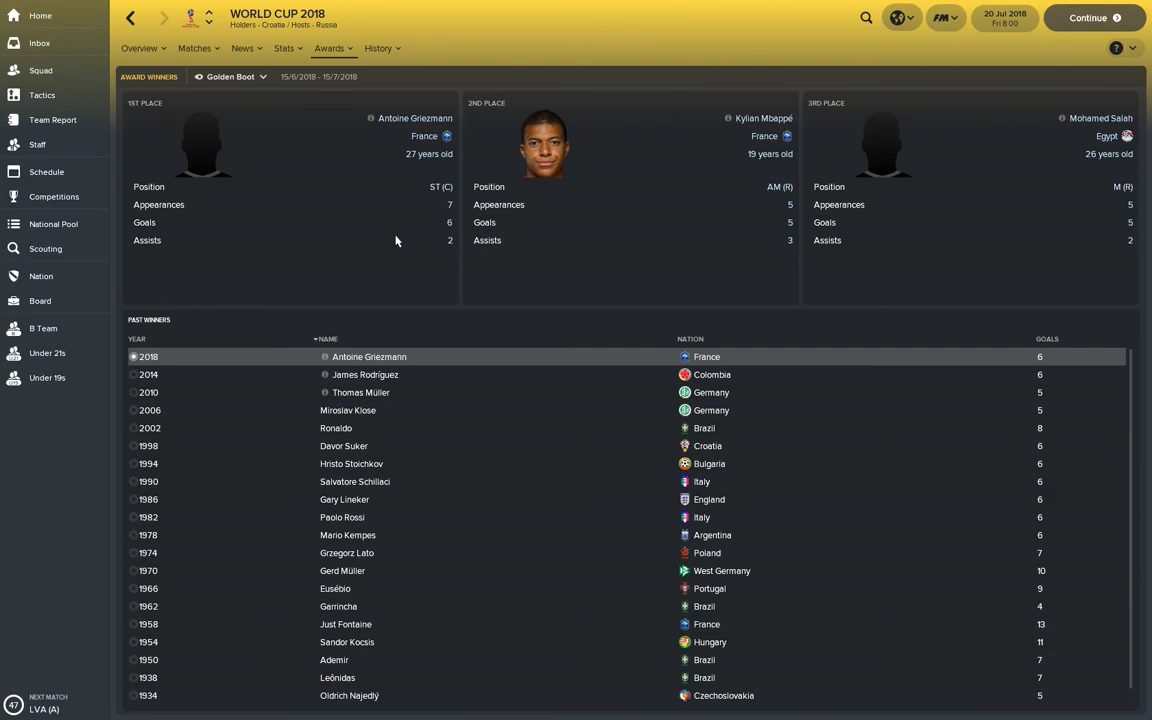 Home
Inbox
Squad
Tactics
Team Report
Staff
Schedule
Competitions
National Pool
Scouting
Nation
Board
B Team
Under 21s
Under 19s
47
NEXT MATCH
LVA (A)
WORLD CUP 2018
Holders - Croatia / Hosts - Russia
FM
20 Jul 2018
Fri 8:00
Continue
Overview Matches News Stats Awards History
?
AWARD WINNERS Golden Boot 15/6/2018 - 15/7/2018
1ST PLACE
Antoine Griezmann
France
27 years old
Position ST (C)
Appearances 7
Goals 6
Assists 2
2ND PLACE
Kylian Mbappé
France
19 years old
Position AM (R)
Appearances 5
Goals 5
Assists 3
3RD PLACE
Mohamed Salah
Egypt
26 years old
Position M (R)
Appearances 5
Goals 5
Assists 2
PAST WINNERS
YEAR NAME NATION GOALS
2018 Antoine Griezmann France 6
2014 James Rodríguez Colombia 6
2010 Thomas Müller Germany 5
2006 Miroslav Klose Germany 5
2002 Ronaldo Brazil 8
1998 Davor Suker Croatia 6
1994 Hristo Stoichkov Bulgaria 6
1990 Salvatore Schillaci Italy 6
1986 Gary Lineker England 6
1982 Paolo Rossi Italy 6
1978 Mario Kempes Argentina 6
1974 Grzegorz Lato Poland 7
1970 Gerd Müller West Germany 10
1966 Eusébio Portugal 9
1962 Garrincha Brazil 4
1958 Just Fontaine France 13
1954 Sandor Kocsis Hungary 11
1950 Ademir Brazil 7
1938 Leônidas Brazil 7
1934 Oldrich Najedlý Czechoslovakia 5